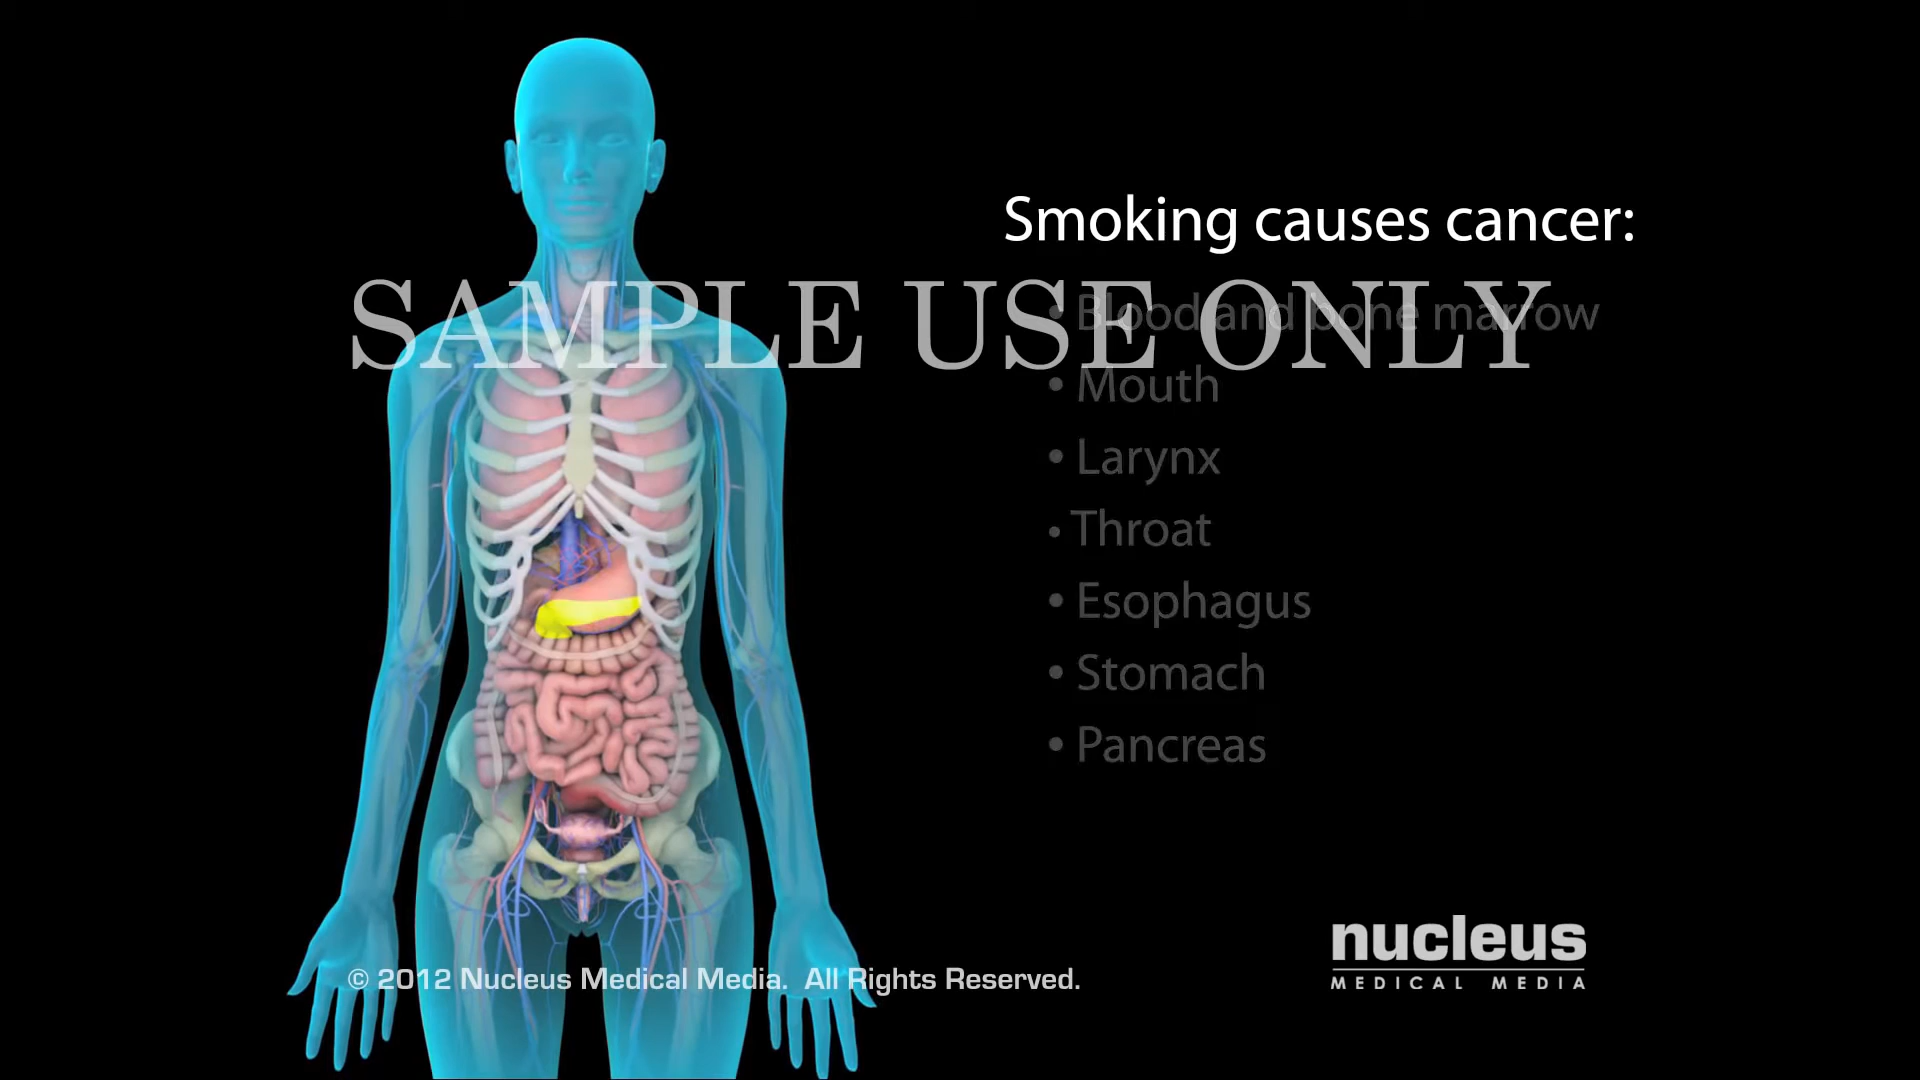 Smoking causes cancer:
SAMPLE USE ONLY
• Blood and bone marrow
• Mouth
• Larynx
• Throat
• Esophagus
• Stomach
• Pancreas
nucleus
MEDICAL MEDIA
© 2012 Nucleus Medical Media. All Rights Reserved.